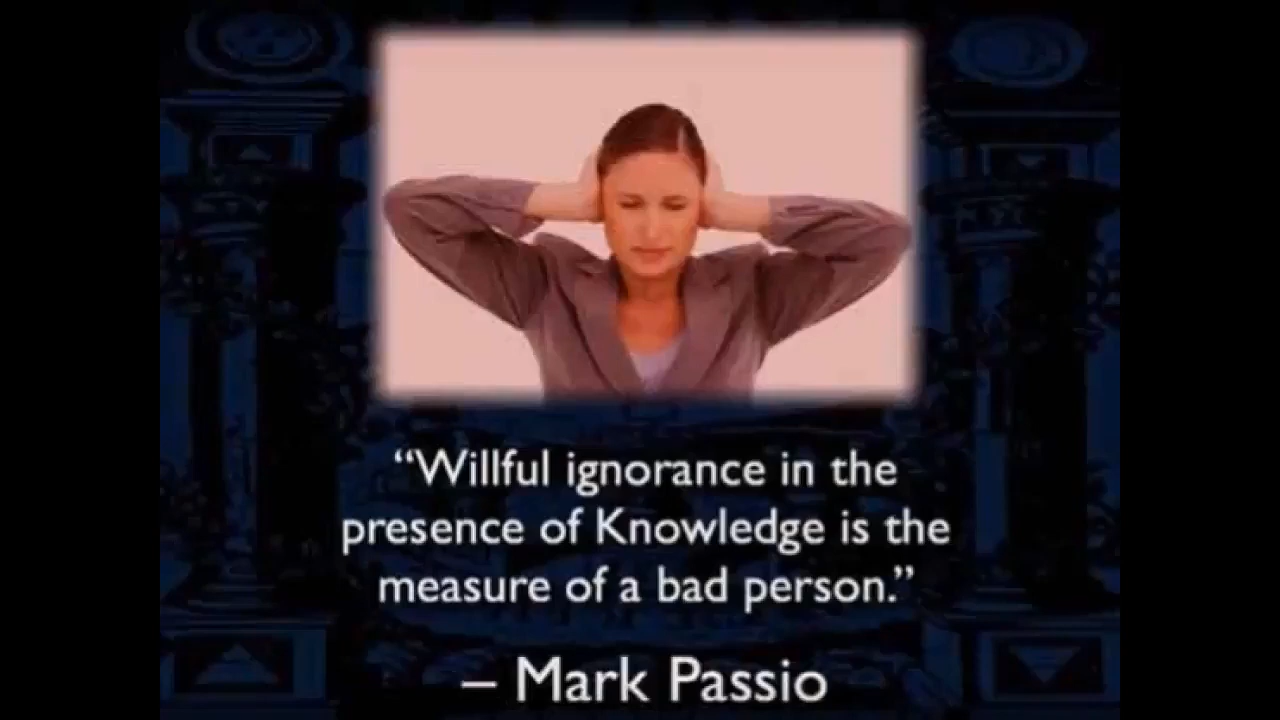 “Willful ignorance in the
presence of Knowledge is the
measure of a bad person.”
– Mark Passio